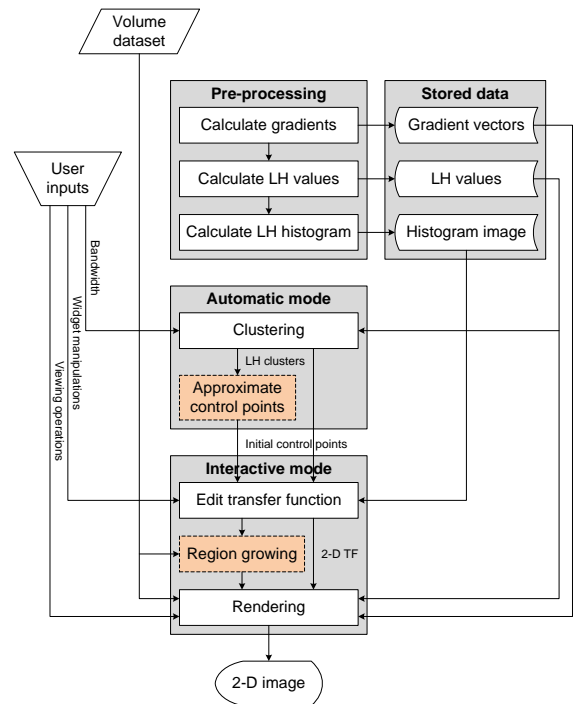 Volume
dataset
Pre-processing
Stored data
Calculate gradients
Gradient vectors
User
inputs
Calculate LH values
LH values
Calculate LH histogram
Histogram image
Bandwidth
Widget manipulations
Viewing operations
Automatic mode
Clustering
LH clusters
Approximate
control points
Initial control points
Interactive mode
Edit transfer function
Region growing
2-D TF
Rendering
2-D image